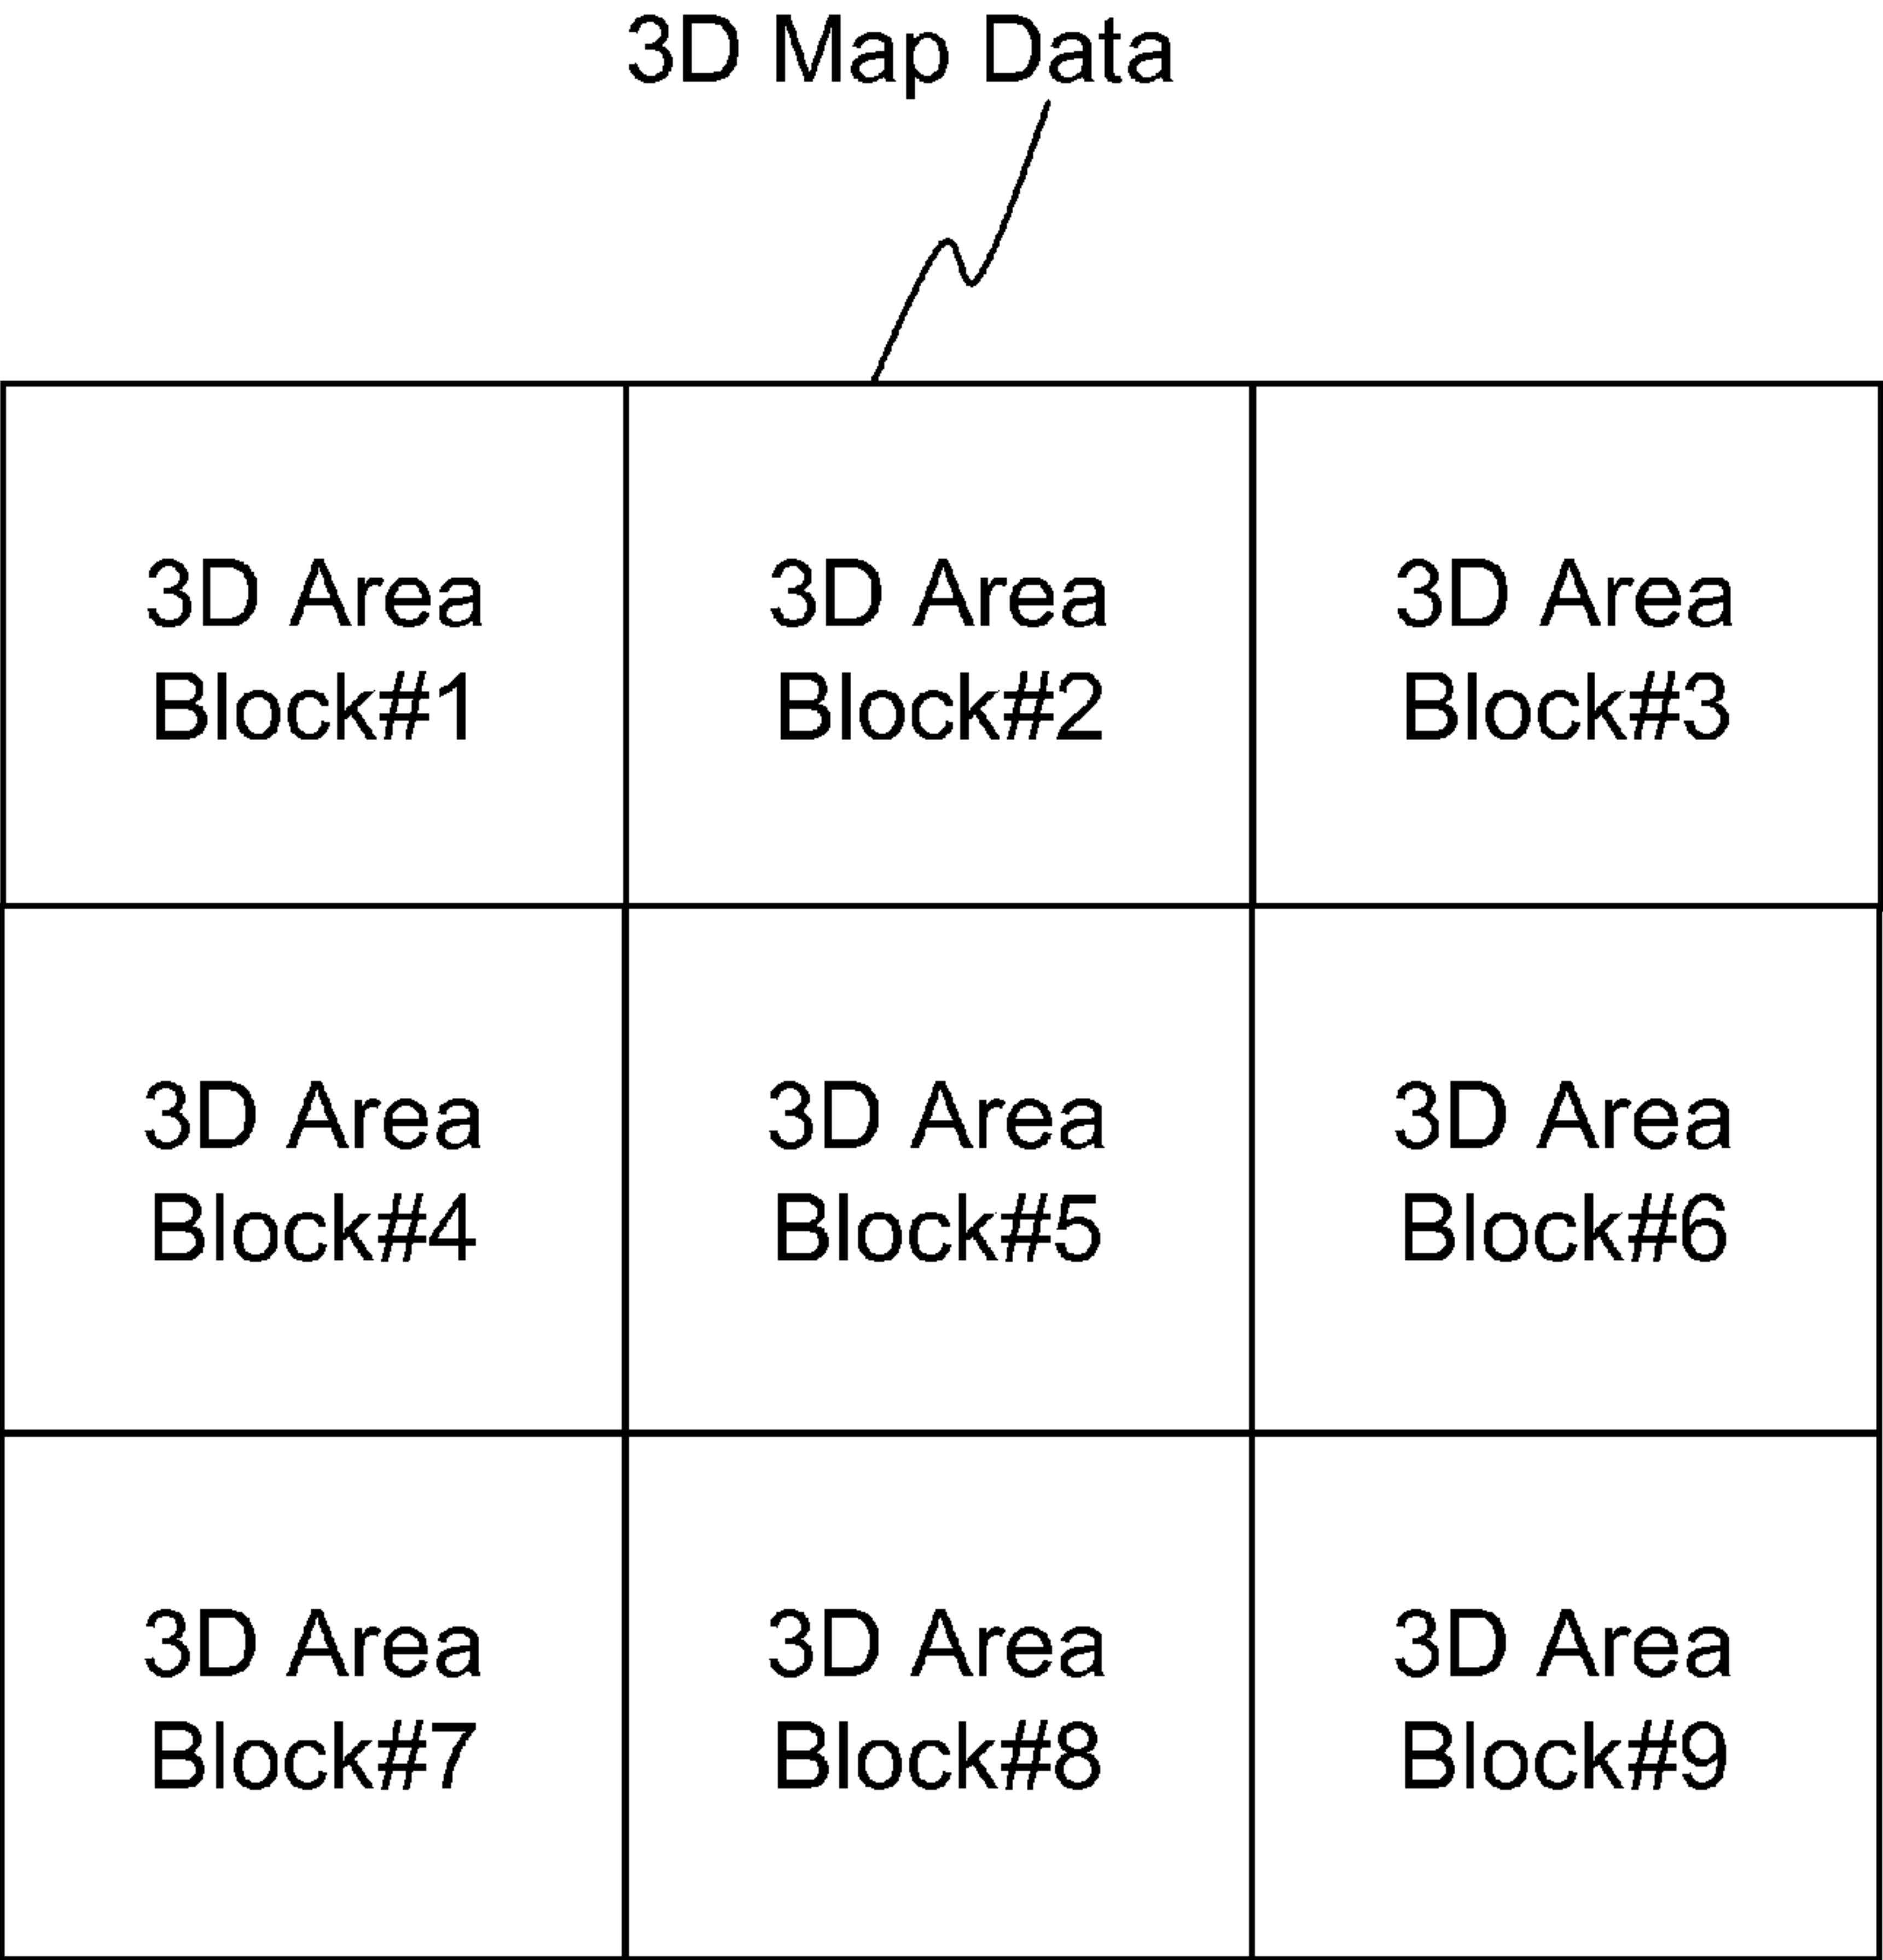 3D Map Data
3D Area
Block#1
3D Area
Block#2
3D Area
Block#3
3D Area
Block#4
3D Area
Block#5
3D Area
Block#6
3D Area
Block#7
3D Area
Block#8
3D Area
Block#9